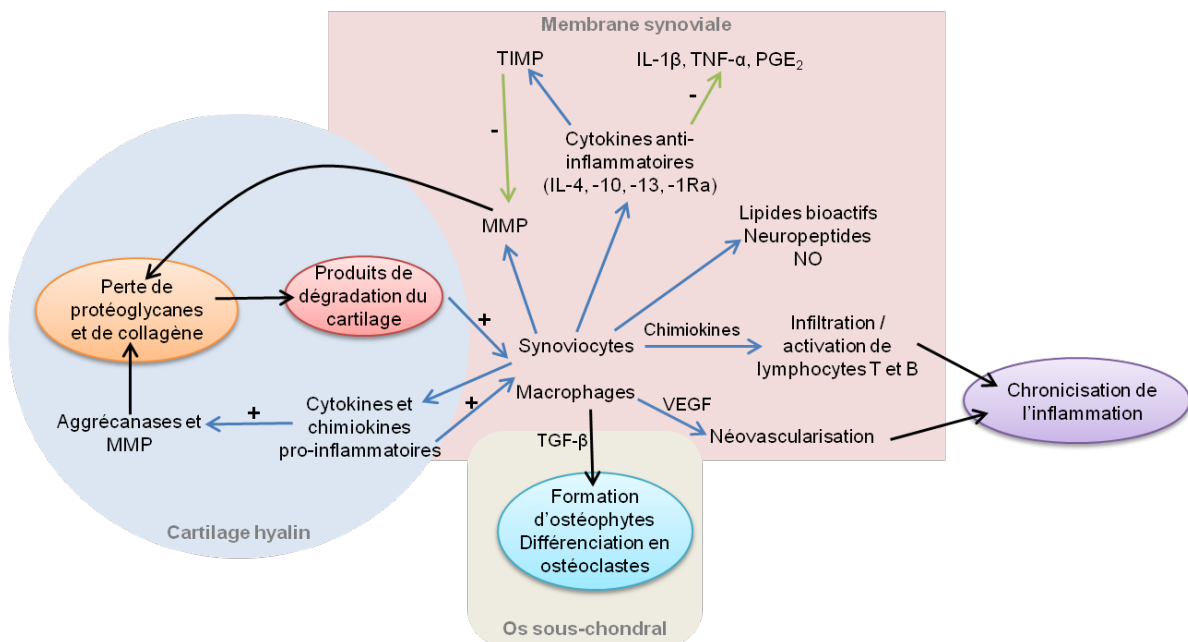 Membrane synoviale
TIMP
IL-1β, TNF-α, PGE₂
-
-
Cytokines anti-
inflammatoires
(IL-4, -10, -13, -1Ra)
MMP
Lipides bioactifs
Neuropeptides
NO
Perte de
protéoglycanes
et de collagène
Produits de
dégradation du
cartilage
+
Synoviocytes
Chimiokines
Infiltration /
activation de
lymphocytes T et B
Macrophages
+
VEGF
Néovascularisation
Chronicisation de
l'inflammation
Aggrécanases et
MMP
+
Cytokines et
chimiokines
pro-inflammatoires
TGF-β
Formation
d'ostéophytes
Différenciation en
ostéoclastes
Cartilage hyalin
Os sous-chondral